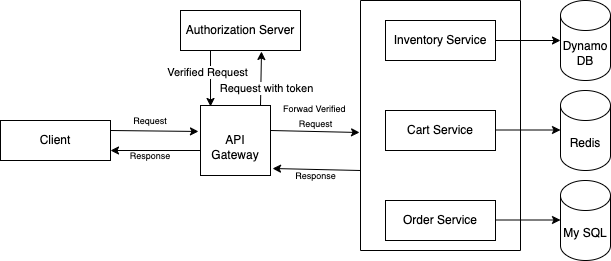 Authorization Server
Inventory Service
Dynamo
DB
Verified Request
Request with token
Forwad Verified
Request
Request
Client
API
Gateway
Response
Response
Cart Service
Redis
Order Service
My SQL